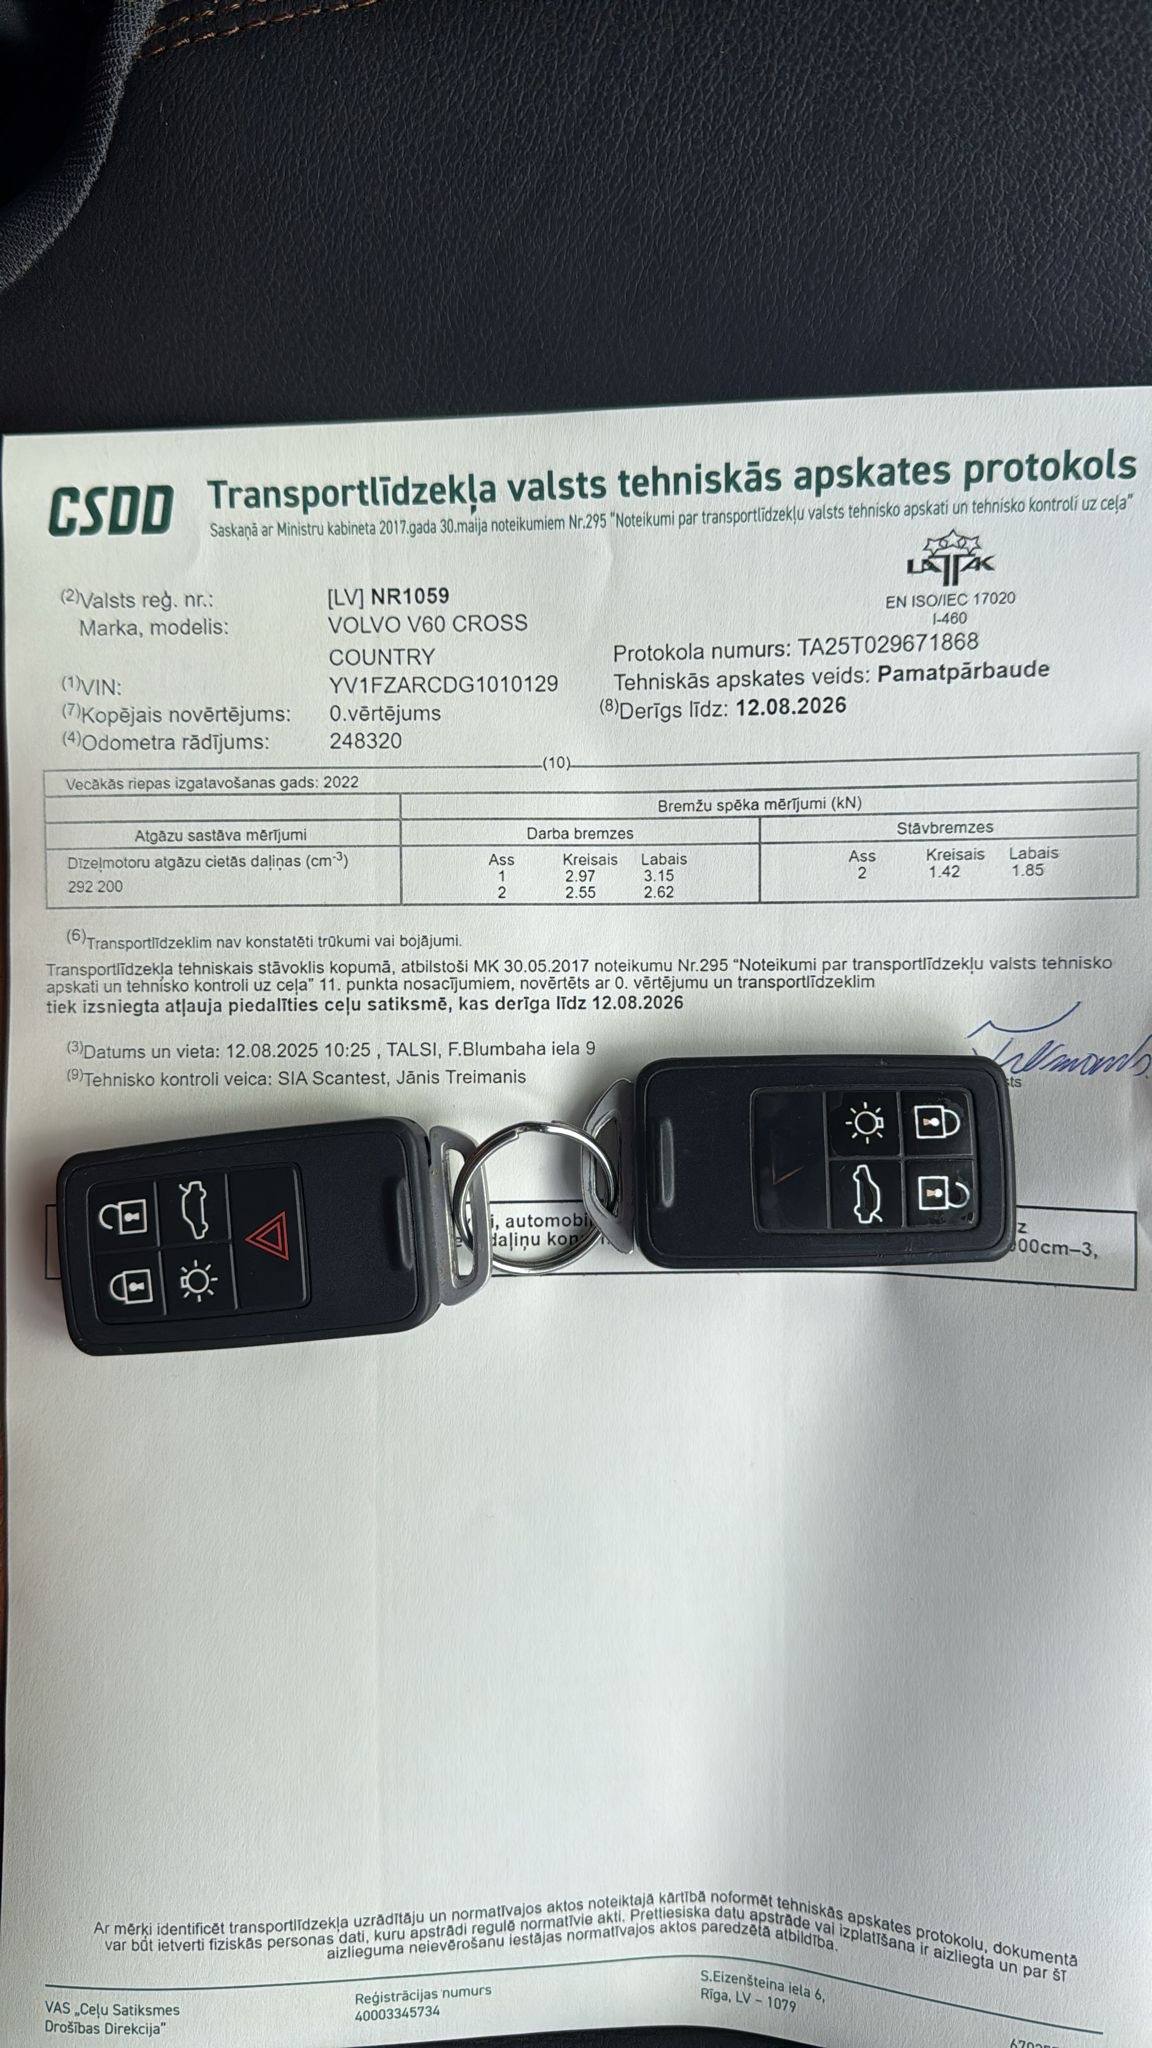 CSDD
Transportlīdzekļa valsts tehniskās apskates protokols
Saskaņā ar Ministru kabineta 2017.gada 30.maija noteikumiem Nr.295 "Noteikumi par transportlīdzekļu valsts tehnisko apskati un tehnisko kontroli uz ceļa"
LATAK
EN ISO/IEC 17020
I-460
(2)Valsts reģ. nr.: [LV] NR1059
Marka, modelis: VOLVO V60 CROSS
COUNTRY
(1)VIN: YV1FZARCDG1010129
(7)Kopējais novērtējums: 0.vērtējums
(4)Odometra rādījums: 248320
Protokola numurs: TA25T029671868
Tehniskās apskates veids: Pamatpārbaude
(8)Derīgs līdz: 12.08.2026
(10)
Vecākās riepas izgatavošanas gads: 2022
Bremžu spēka mērījumi (kN)
Atgāzu sastāva mērījumi Darba bremzes Stāvbremzes
Dīzeļmotoru atgāzu cietās daļiņas (cm-3)
292 200
Ass Kreisais Labais
1 2.97 3.15
2 2.55 2.62
Ass Kreisais Labais
2 1.42 1.85
(6)Transportlīdzeklim nav konstatēti trūkumi vai bojājumi.
Transportlīdzekļa tehniskais stāvoklis kopumā, atbilstoši MK 30.05.2017 noteikumu Nr.295 "Noteikumi par transportlīdzekļu valsts tehnisko
apskati un tehnisko kontroli uz ceļa" 11. punkta nosacījumiem, novērtēts ar 0. vērtējumu un transportlīdzeklim
tiek izsniegta atļauja piedalīties ceļu satiksmē, kas derīga līdz 12.08.2026
(3)Datums un vieta: 12.08.2025 10:25 , TALSI, F.Blumbaha iela 9
(9)Tehnisko kontroli veica: SIA Scantest, Jānis Treimanis
i, automobi
daļiņu kon
00cm–3,
Ar mērķi identificēt transportlīdzekļa uzrādītāju un normatīvajos aktos noteiktajā kārtībā noformēt tehniskās apskates protokolu, dokumentā
var būt ietverti fiziskās personas dati, kuru apstrādi regulē normatīvie akti. Prettiesiska datu apstrāde vai izplatīšana ir aizliegta un par šī
aizlieguma neievērošanu iestājas normatīvajos aktos paredzētā atbildība.
VAS „Ceļu Satiksmes
Drošības Direkcija"
Reģistrācijas numurs
40003345734
S.Eizenšteina iela 6,
Rīga, LV – 1079